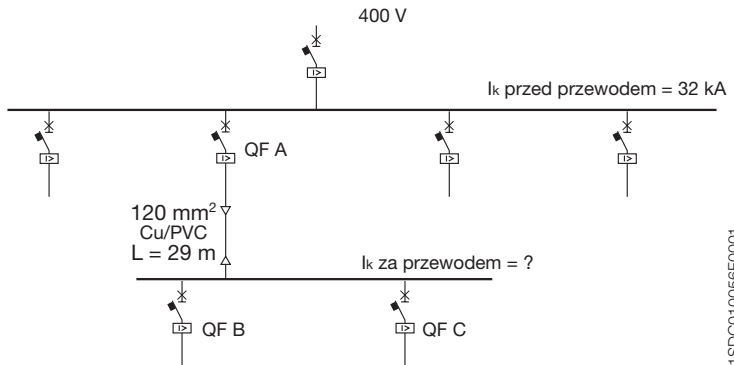 400 V
I>
Ik przed przewodem = 32 kA
I>
I>
QF A
I>
I>
120 mm²
Cu/PVC
L = 29 m
Ik za przewodem = ?
I>
QF B
I>
QF C
1SDC010056F0001